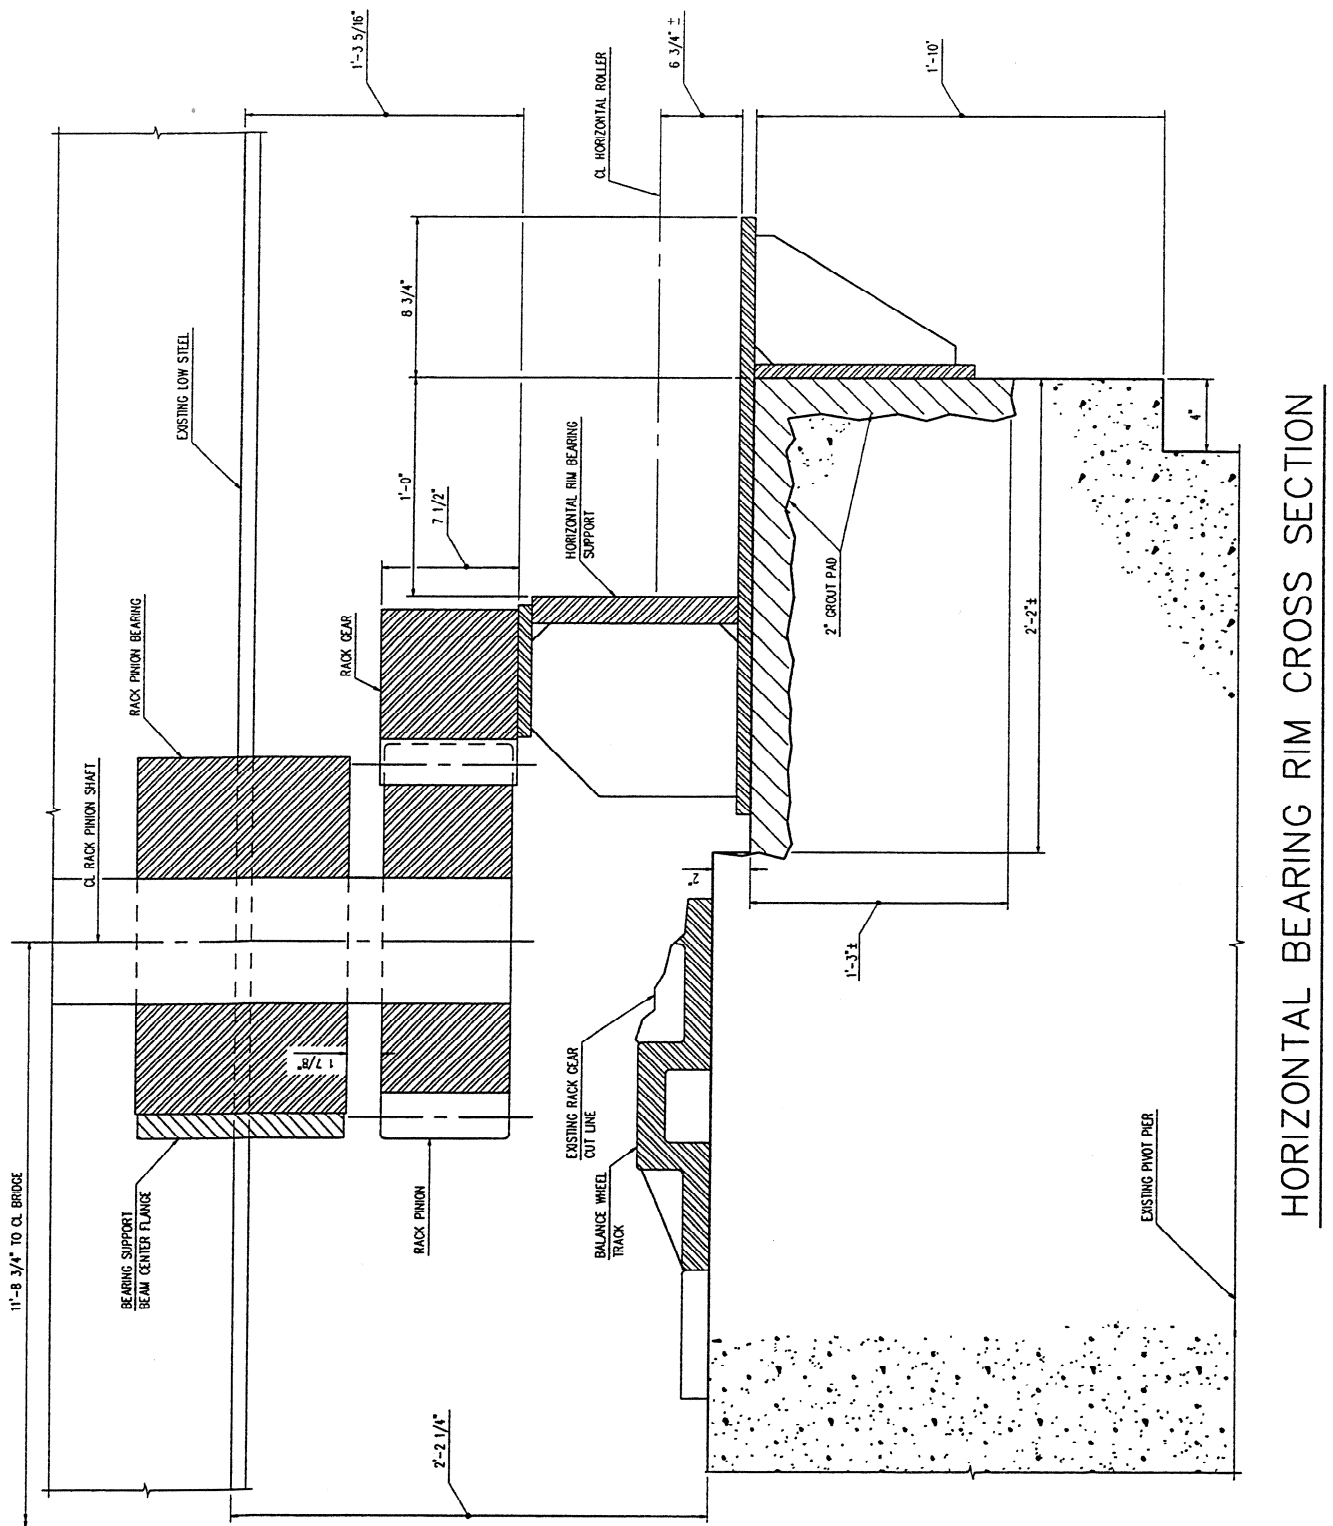 11'-8 3/4" TO CL BRIDGE
CL RACK PINION SHAFT
BEARING SUPPORT
BEAM CENTER FLANGE
RACK PINION BEARING
EXISTING LOW STEEL
1'-3 5/16"
1 7/8"
RACK PINION
RACK GEAR
7 1/2"
1'-0"
8 3/4"
2'-2 1/4"
HORIZONTAL RIM BEARING
SUPPORT
CL HORIZONTAL ROLLER
6 3/4" ±
EXISTING RACK GEAR
CUT LINE
BALANCE WHEEL
TRACK
2"
1'-3"±
2" GROUT PAD
1'-10"
2'-2"±
4"
EXISTING PIVOT PIER
HORIZONTAL BEARING RIM CROSS SECTION